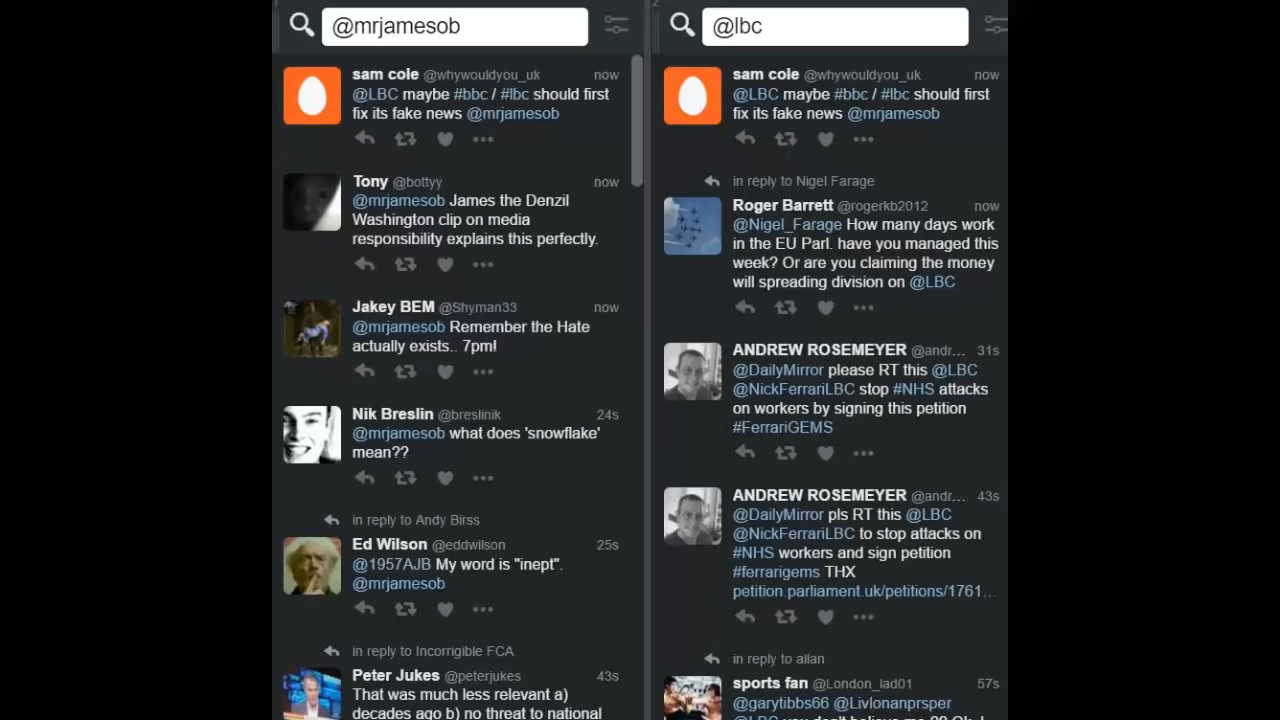 @mrjamesob
sam cole @whywouldyou_uk now
@LBC maybe #bbc / #lbc should first
fix its fake news @mrjamesob
Tony @bottyy now
@mrjamesob James the Denzil
Washington clip on media
responsibility explains this perfectly.
Jakey BEM @Shyman33 now
@mrjamesob Remember the Hate
actually exists.. 7pm!
Nik Breslin @breslinik 24s
@mrjamesob what does 'snowflake'
mean??
in reply to Andy Birss
Ed Wilson @eddwilson 25s
@1957AJB My word is "inept".
@mrjamesob
in reply to Incorrigible FCA
Peter Jukes @peterjukes 43s
That was much less relevant a)
decades ago b) no threat to national
2
@lbc
sam cole @whywouldyou_uk now
@LBC maybe #bbc / #lbc should first
fix its fake news @mrjamesob
in reply to Nigel Farage
Roger Barrett @rogerkb2012 now
@Nigel_Farage How many days work
in the EU Parl. have you managed this
week? Or are you claiming the money
will spreading division on @LBC
ANDREW ROSEMEYER @andr... 31s
@DailyMirror please RT this @LBC
@NickFerrariLBC stop #NHS attacks
on workers by signing this petition
#FerrariGEMS
ANDREW ROSEMEYER @andr... 43s
@DailyMirror pls RT this @LBC
@NickFerrariLBC to stop attacks on
#NHS workers and sign petition
#ferrarigems THX
petition.parliament.uk/petitions/1761...
in reply to allan
sports fan @London_lad01 57s
@garytibbs66 @Livlonanprsper